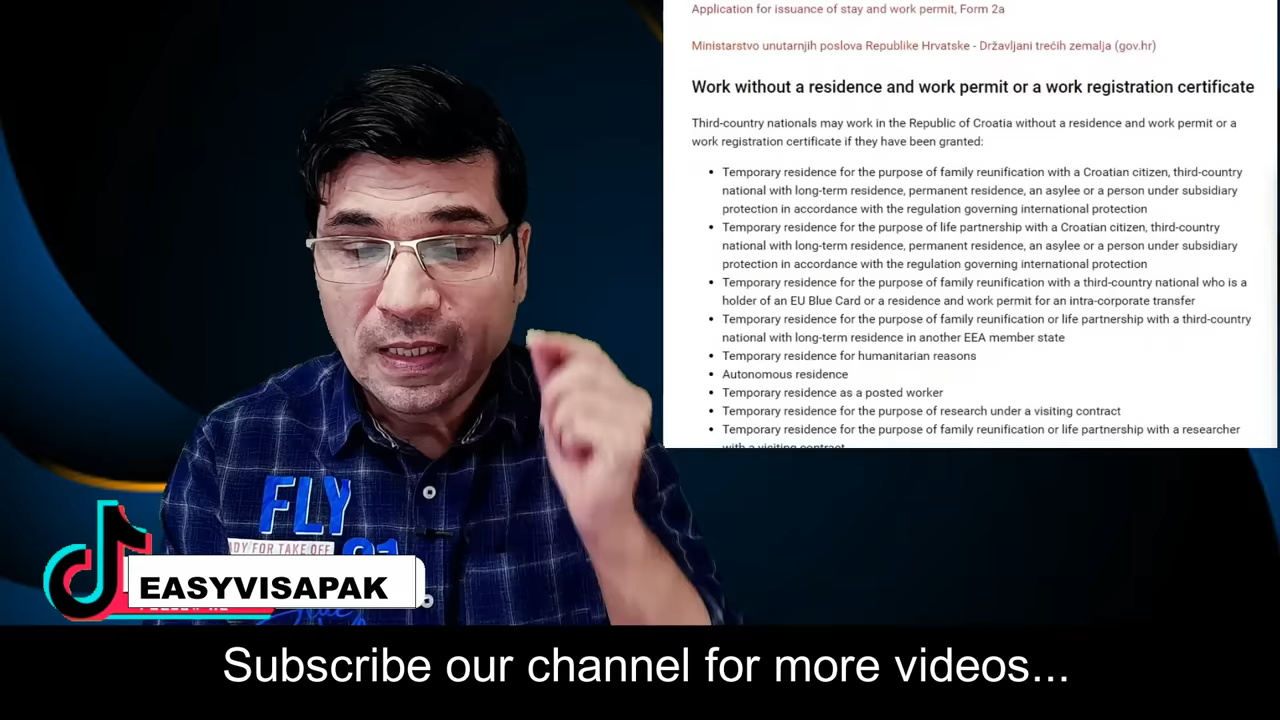 Application for issuance of stay and work permit, Form 2a
Ministarstvo unutarnjih poslova Republike Hrvatske - Državljani trećih zemalja (gov.hr)
Work without a residence and work permit or a work registration certificate
Third-country nationals may work in the Republic of Croatia without a residence and work permit or a
work registration certificate if they have been granted:
Temporary residence for the purpose of family reunification with a Croatian citizen, third-country
national with long-term residence, permanent residence, an asylee or a person under subsidiary
protection in accordance with the regulation governing international protection
Temporary residence for the purpose of life partnership with a Croatian citizen, third-country
national with long-term residence, permanent residence, an asylee or a person under subsidiary
protection in accordance with the regulation governing international protection
Temporary residence for the purpose of family reunification with a third-country national who is a
holder of an EU Blue Card or a residence and work permit for an intra-corporate transfer
Temporary residence for the purpose of family reunification or life partnership with a third-country
national with long-term residence in another EEA member state
Temporary residence for humanitarian reasons
Autonomous residence
Temporary residence as a posted worker
Temporary residence for the purpose of research under a visiting contract
Temporary residence for the purpose of family reunification or life partnership with a researcher
with a visiting contract
FLY
DY FOR TAKE OFF
EASYVISAPAK
Subscribe our channel for more videos...